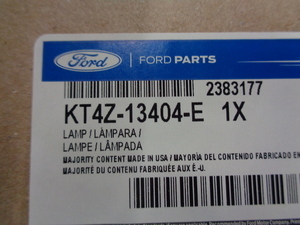 Ford
FORD PARTS
2383177
KT4Z-13404-E 1X
LAMP / LÀMPARA /
LAMPE / LÂMPADA
MAJORITY CONTENT MADE IN USA / MAYORÍA DEL CONTENIDO FABRICADO EN
MAJORITÉ DU CONTENU FABRIQUÉE AUX É.-U.